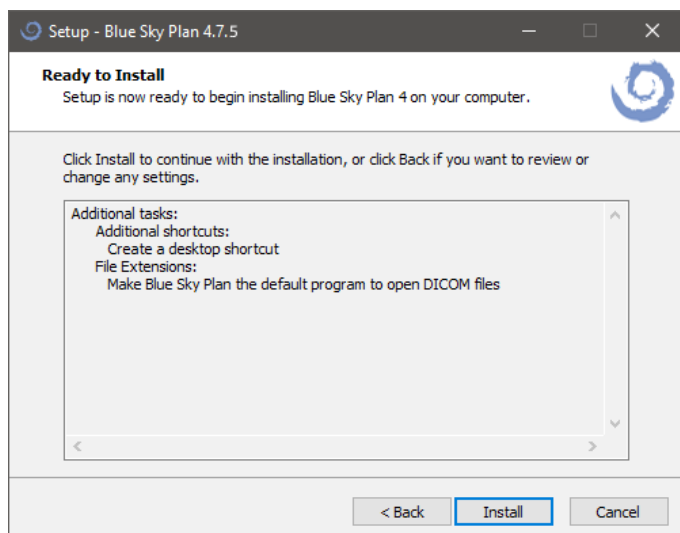 Setup - Blue Sky Plan 4.7.5
Ready to Install
Setup is now ready to begin installing Blue Sky Plan 4 on your computer.
Click Install to continue with the installation, or click Back if you want to review or
change any settings.
Additional tasks:
Additional shortcuts:
Create a desktop shortcut
File Extensions:
Make Blue Sky Plan the default program to open DICOM files
< Back
Install
Cancel